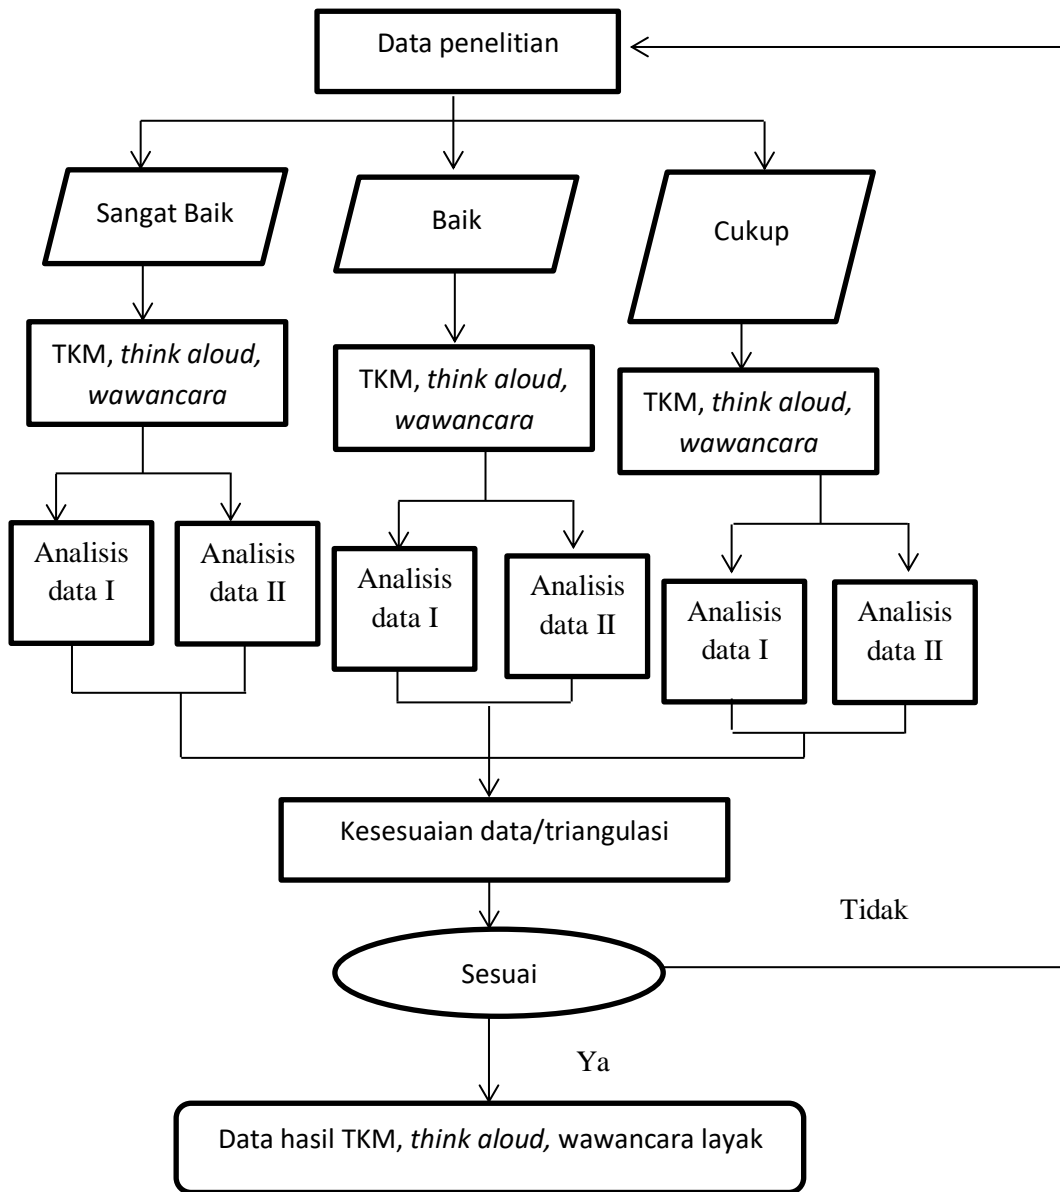 Data penelitian
Sangat Baik
Baik
Cukup
TKM, think aloud,
wawancara
TKM, think aloud,
wawancara
TKM, think aloud,
wawancara
Analisis
data I
Analisis
data II
Analisis
data I
Analisis
data II
Analisis
data I
Analisis
data II
Kesesuaian data/triangulasi
Tidak
Sesuai
Ya
Data hasil TKM, think aloud, wawancara layak